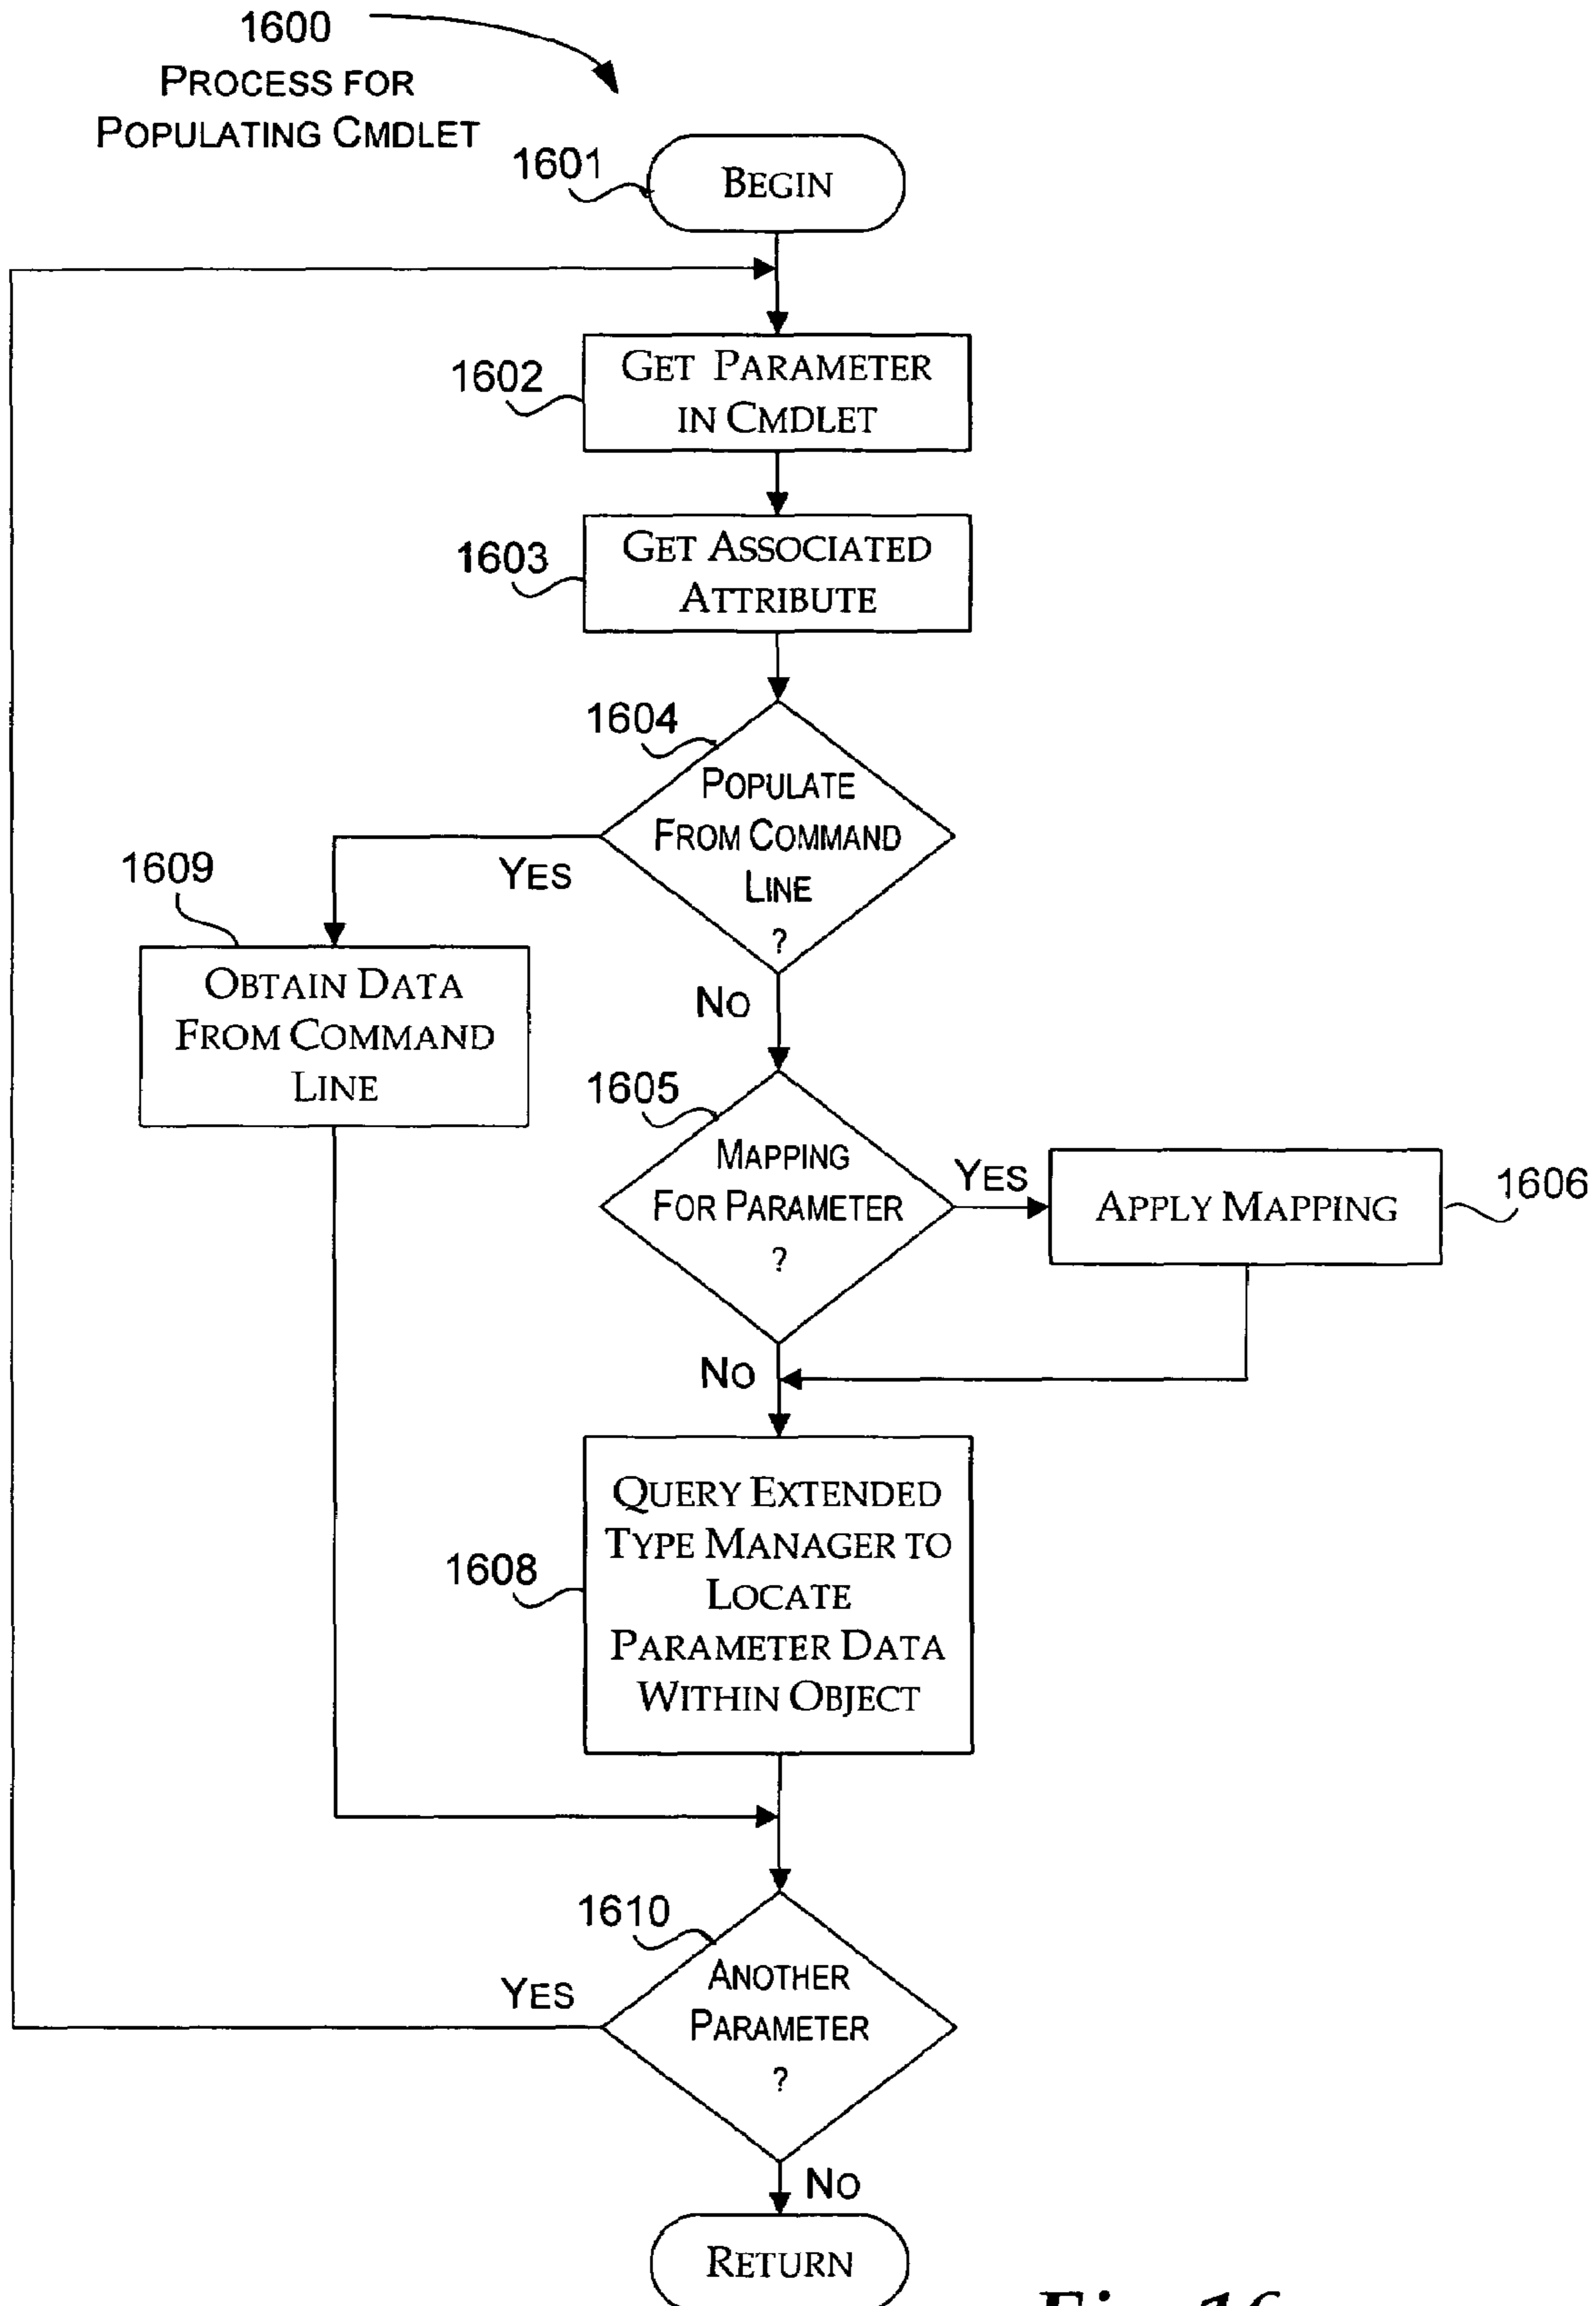 1600
PROCESS FOR
POPULATING CMDLET
1601
BEGIN
1602
GET PARAMETER
IN CMDLET
1603
GET ASSOCIATED
ATTRIBUTE
1604
POPULATE
FROM COMMAND
LINE
?
YES
NO
1609
OBTAIN DATA
FROM COMMAND
LINE
1605
MAPPING
FOR PARAMETER
?
YES
NO
APPLY MAPPING
1606
1608
QUERY EXTENDED
TYPE MANAGER TO
LOCATE
PARAMETER DATA
WITHIN OBJECT
1610
ANOTHER
PARAMETER
?
YES
NO
RETURN
Fig. 16